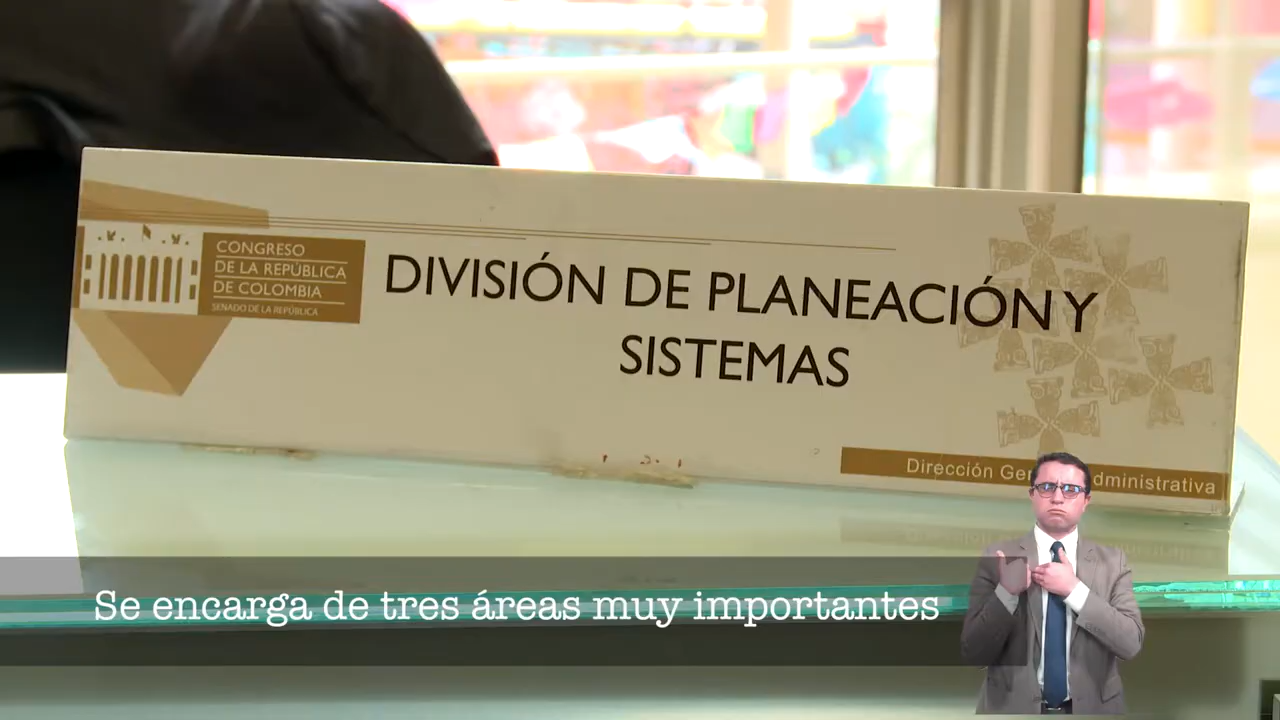 CONGRESO
DE LA REPÚBLICA
DE COLOMBIA
SENADO DE LA REPÚBLICA
DIVISIÓN DE PLANEACIÓN Y
SISTEMAS
Dirección Ge dministrativa
Se encarga de tres áreas muy importantes